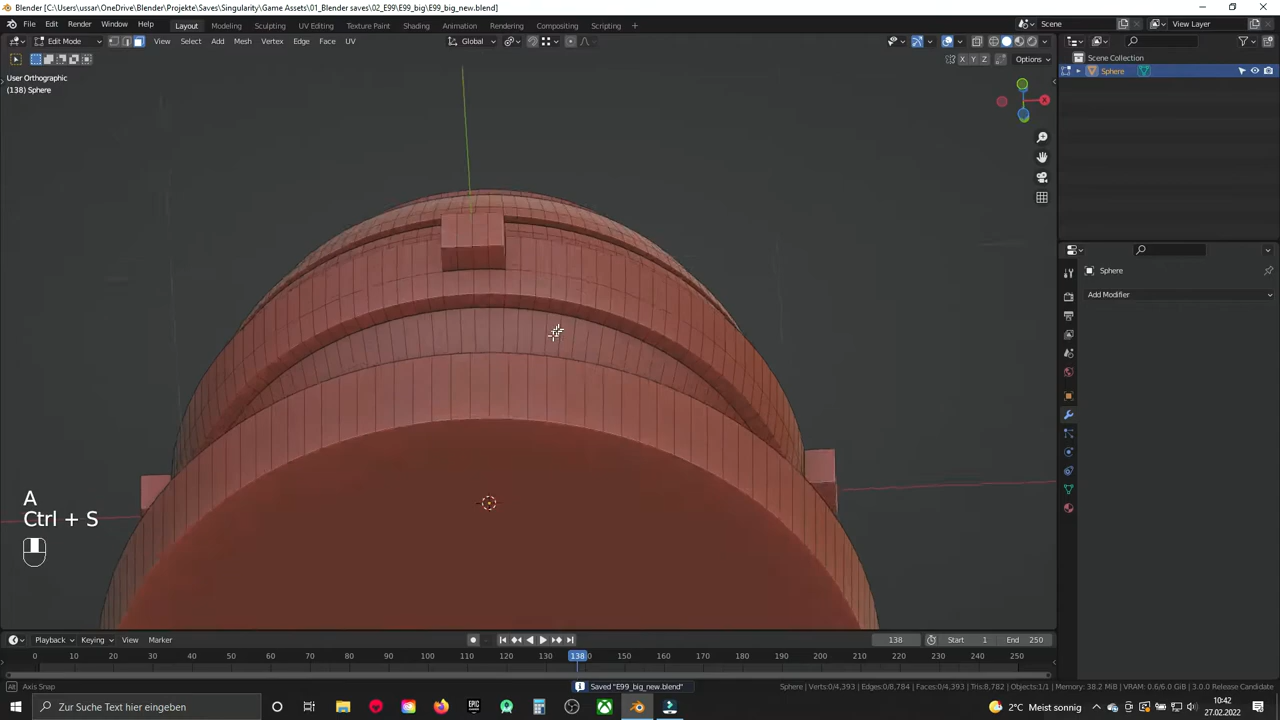 Blender [C:\Users\ussar\OneDrive\Blender\Projekte\Saves\Singularity\Game Assets\01_Blender saves\02_E99\E99_big\E99_big_new.blend]
File Edit Render Window Help Layout Modeling Sculpting UV Editing Texture Paint Shading Animation Rendering Compositing Geometry Nodes Scripting + Scene View Layer
Edit Mode View Select Add Mesh Vertex Edge Face UV Global
X Y Z Options
User Orthographic
(138) Sphere
Scene Collection
Sphere
Sphere
Add Modifier
A
Ctrl + S
Playback Keying View Marker 138 Start 1 End 250
0 10 20 30 40 50 60 70 80 90 100 110 120 130 138 150 160 170 180 190 200 210 220 230 240 250
Axis Snap Saved "E99_big_new.blend" Sphere | Verts:0/4,393 | Edges:0/8,784 | Faces:0/4,393 | Tris:8,782 | Objects:1/1 | Memory: 38.2 MiB | VRAM: 0.6/6.0 GiB | 3.0.0 Release Candidate
Zur Suche Text hier eingeben 2°C Meist sonnig 10:42
27.02.2022